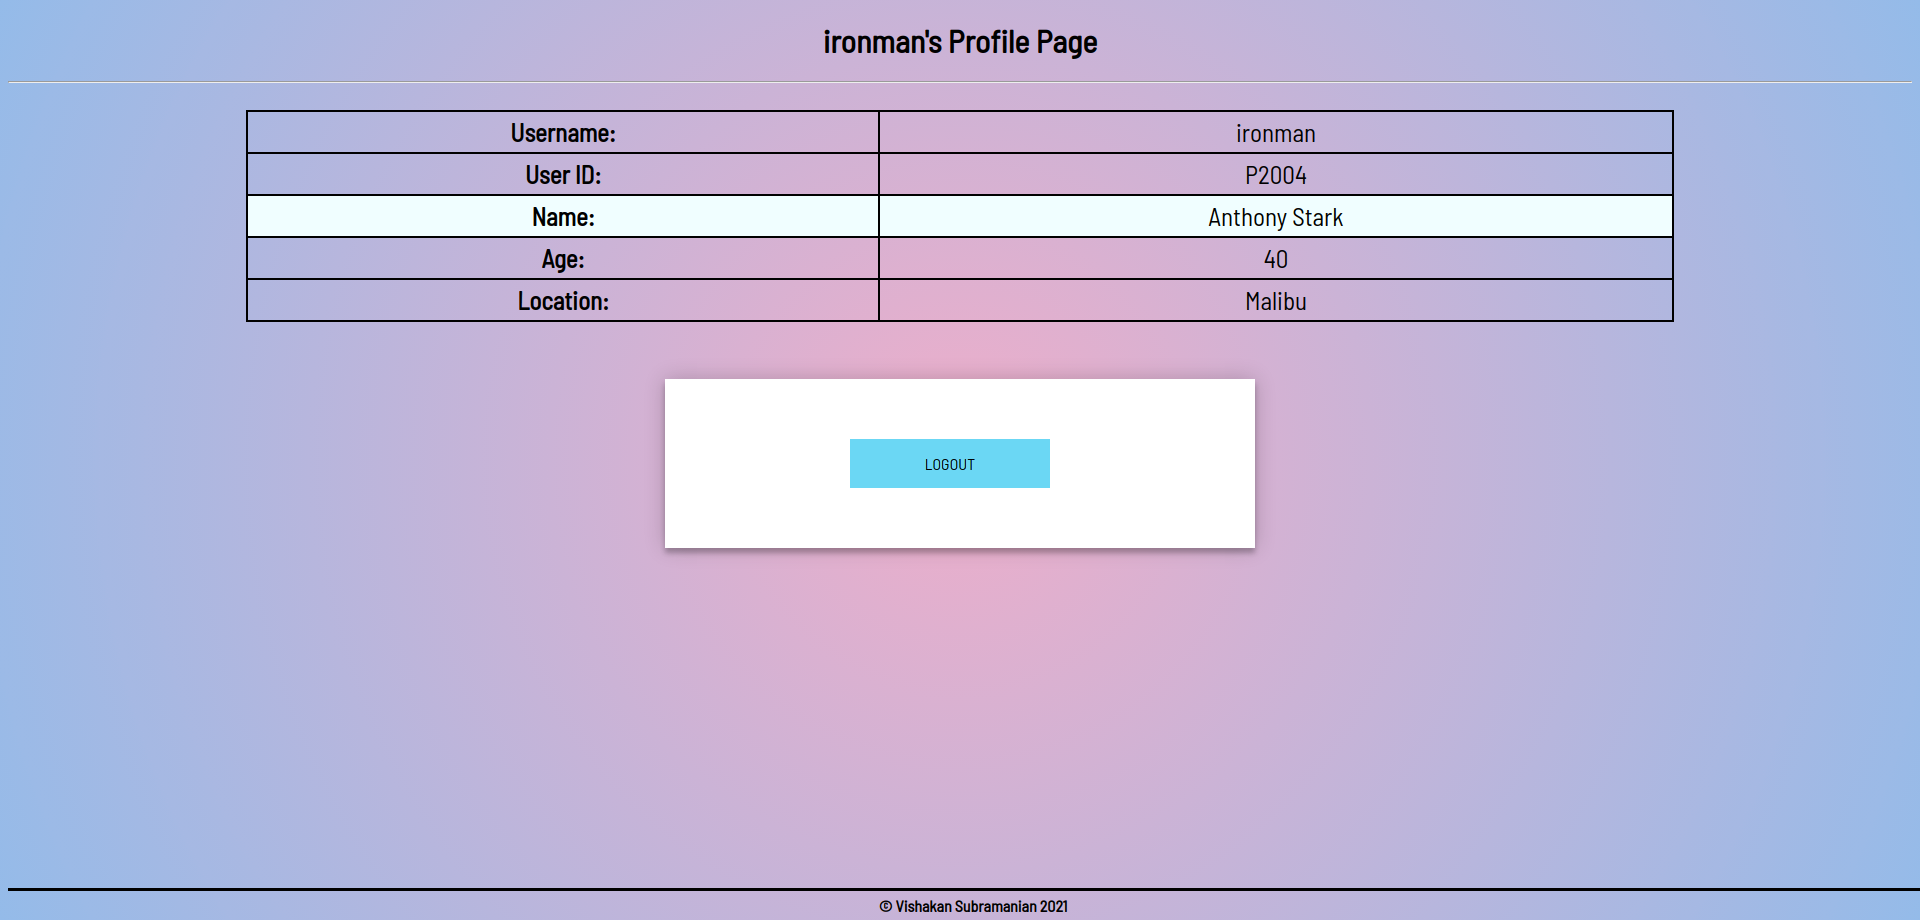 ironman's Profile Page
Username: ironman
User ID: P2004
Name: Anthony Stark
Age: 40
Location: Malibu
LOGOUT
© Vishakan Subramanian 2021